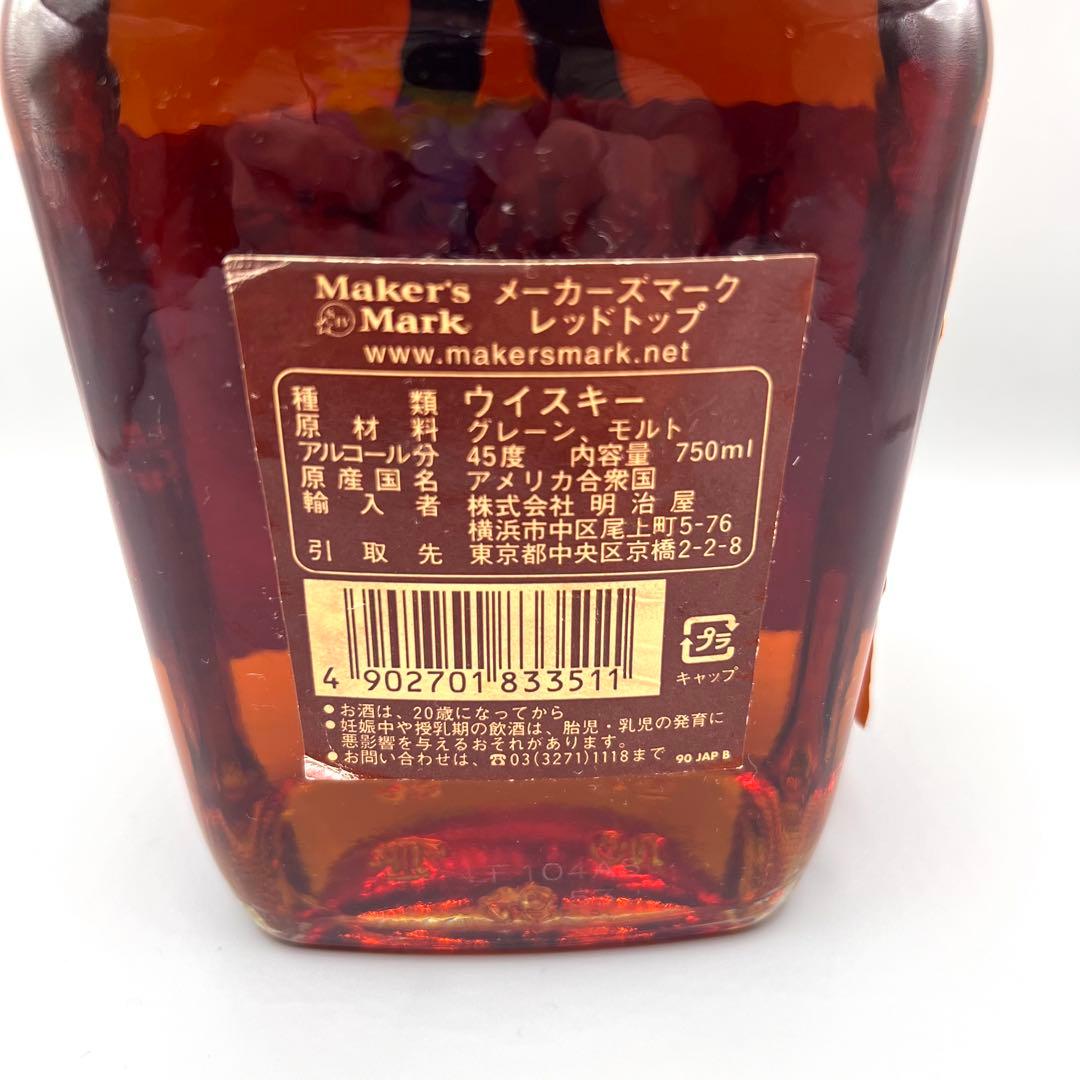 Maker's Mark メーカーズマーク
レッドトップ
www.makersmark.net
種類 ウイスキー
原材料 グレーン、モルト
アルコール分 45度 内容量 750ml
原産国名 アメリカ合衆国
輸入者 株式会社 明治屋
横浜市中区尾上町5-76
引取先 東京都中央区京橋2-2-8
4 902701 833511
プラ
キャップ
●お酒は、20歳になってから
●妊娠中や授乳期の飲酒は、胎児・乳児の発育に
悪影響を与えるおそれがあります。
●お問い合わせは、☎03(3271)1118まで 90 JAP B